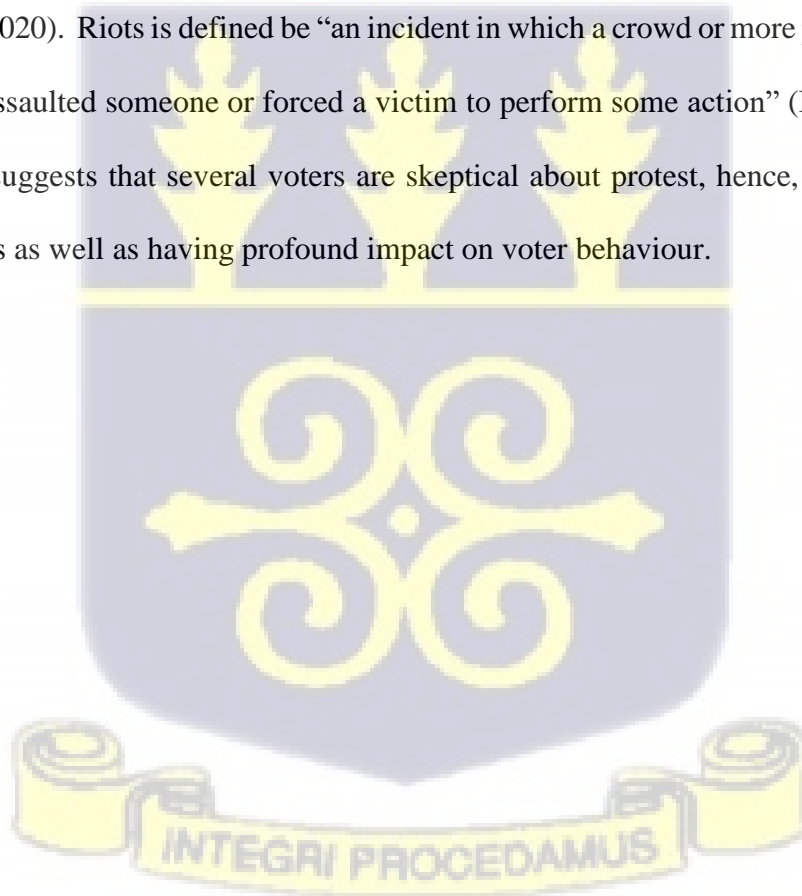 020). Riots is defined be “an incident in which a crowd or more
ssaulted someone or forced a victim to perform some action” (
suggests that several voters are skeptical about protest, hence,
s as well as having profound impact on voter behaviour.
INTEGRI PROCEDAMUS